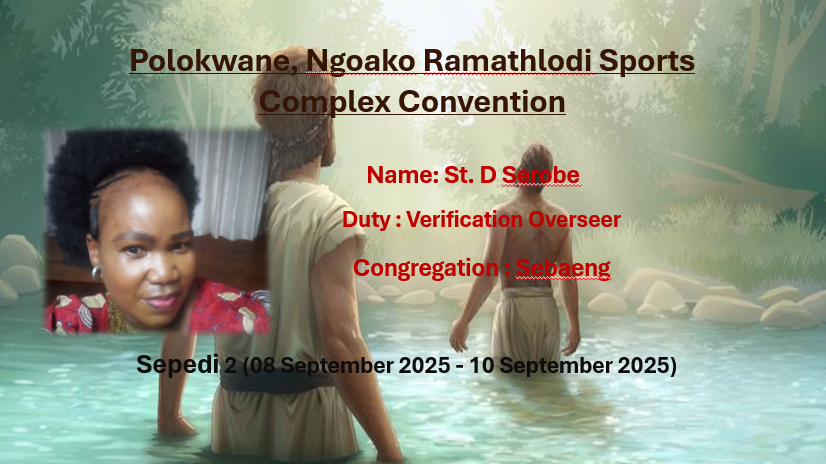 Polokwane, Ngoako Ramathlodi Sports
Complex Convention
Name: St. D Serobe
Duty : Verification Overseer
Congregation : Sebaeng
Sepedi 2 (08 September 2025 - 10 September 2025)